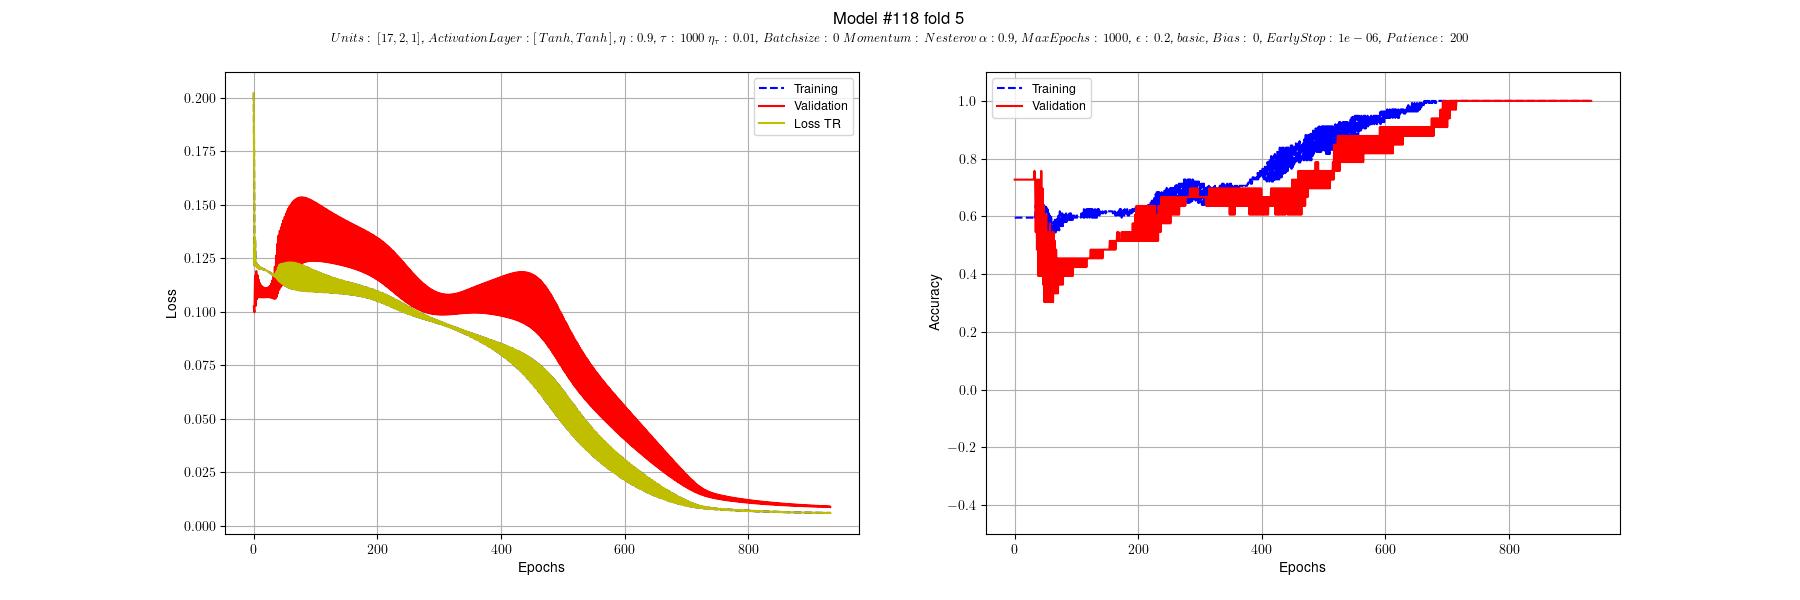 Model #118 fold 5
Units : [17, 2, 1], ActivationLayer : [Tanh, Tanh], η : 0.9, τ : 1000 ητ : 0.01, Batchsize : 0 Momentum : Nesterov α : 0.9, MaxEpochs : 1000, ϵ : 0.2, basic, Bias : 0, EarlyStop : 1e − 06, Patience : 200
Training
Validation
Loss TR
0.200
0.175
0.150
0.125
0.100
0.075
0.050
0.025
0.000
Loss
0 200 400 600 800
Epochs
Training
Validation
1.0
0.8
0.6
0.4
0.2
0.0
−0.2
−0.4
Accuracy
0 200 400 600 800
Epochs